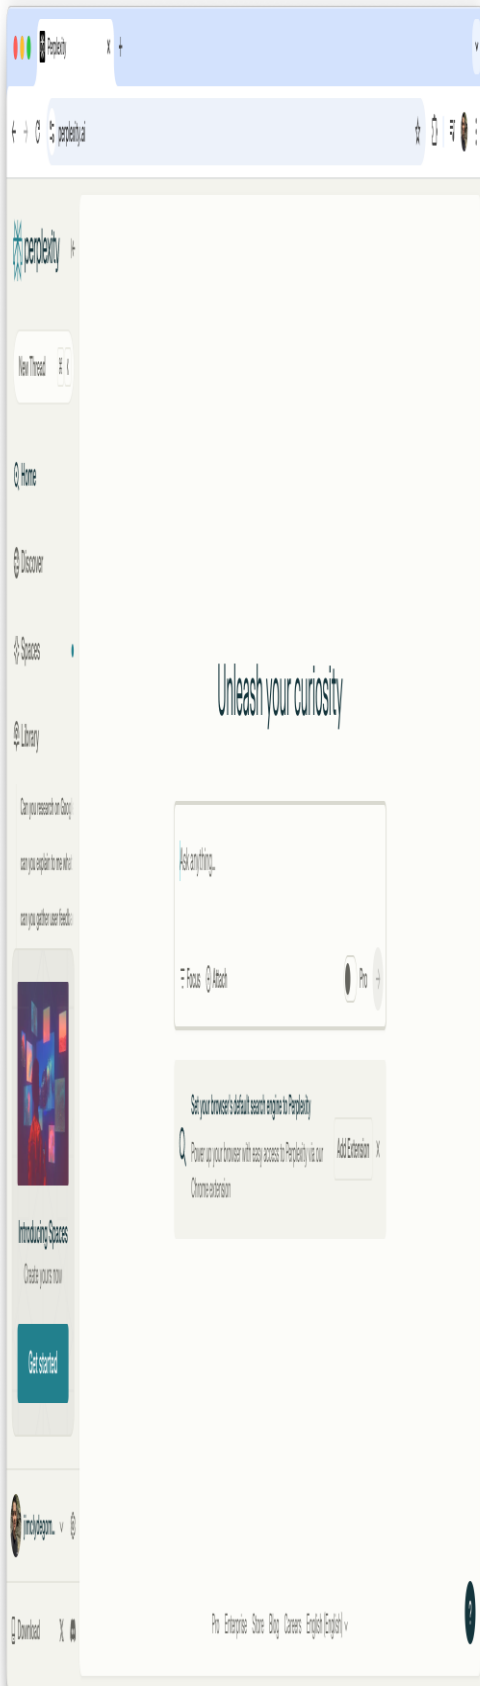 Perplexity
perplexity.ai
perplexity
New Thread ⌘ K
Home
Discover
Spaces
Library
Can you research on Googl
can you explain to me what
can you gather user feedba
Introducing Spaces
Create yours now
Get started
Download
Unleash your curiosity
Ask anything...
Focus Attach Pro
Set your browser's default search engine to Perplexity
Power up your browser with easy access to Perplexity via our
Chrome extension
Add Extension
Pro Enterprise Store Blog Careers English (English)
?